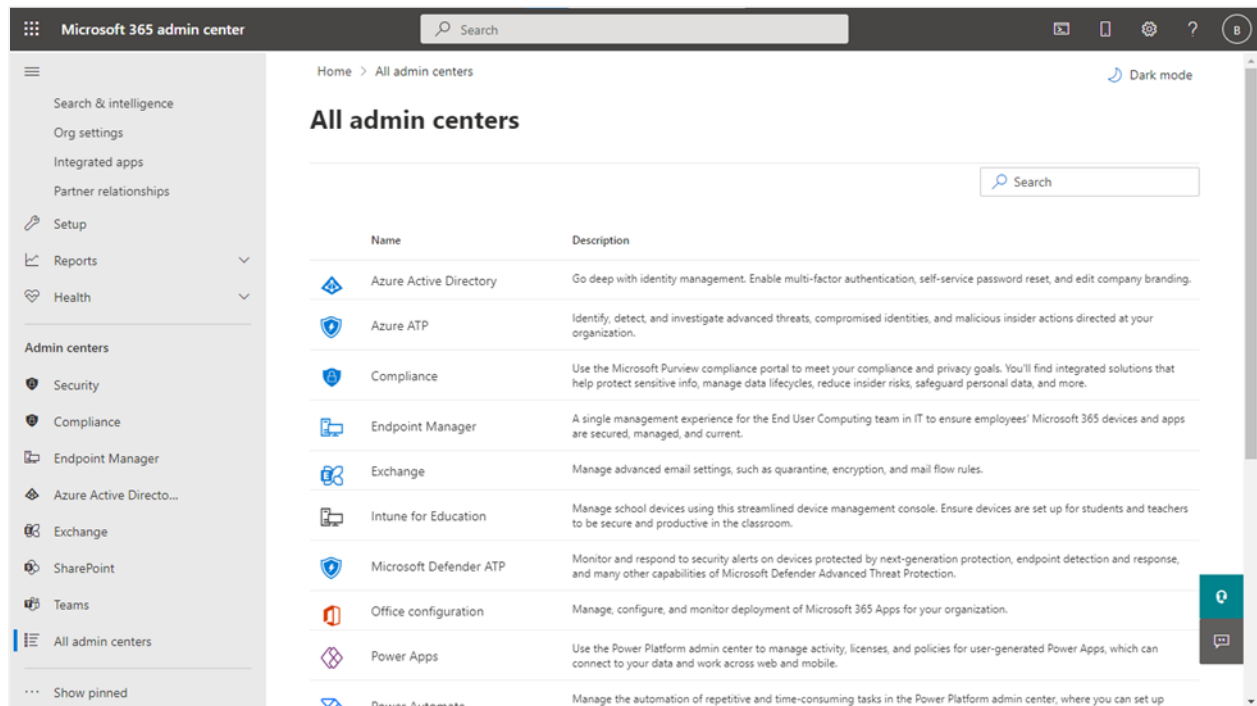 Microsoft 365 admin center
Search
?
B
Home > All admin centers
Dark mode
Search & intelligence
Org settings
Integrated apps
Partner relationships
Setup
Reports
Health
Admin centers
Security
Compliance
Endpoint Manager
Azure Active Directo...
Exchange
SharePoint
Teams
All admin centers
... Show pinned
All admin centers
Search
Name Description
Azure Active Directory Go deep with identity management. Enable multi-factor authentication, self-service password reset, and edit company branding.
Azure ATP Identify, detect, and investigate advanced threats, compromised identities, and malicious insider actions directed at your
organization.
Compliance Use the Microsoft Purview compliance portal to meet your compliance and privacy goals. You'll find integrated solutions that
help protect sensitive info, manage data lifecycles, reduce insider risks, safeguard personal data, and more.
Endpoint Manager A single management experience for the End User Computing team in IT to ensure employees' Microsoft 365 devices and apps
are secured, managed, and current.
Exchange Manage advanced email settings, such as quarantine, encryption, and mail flow rules.
Intune for Education Manage school devices using this streamlined device management console. Ensure devices are set up for students and teachers
to be secure and productive in the classroom.
Microsoft Defender ATP Monitor and respond to security alerts on devices protected by next-generation protection, endpoint detection and response,
and many other capabilities of Microsoft Defender Advanced Threat Protection.
Office configuration Manage, configure, and monitor deployment of Microsoft 365 Apps for your organization.
Power Apps Use the Power Platform admin center to manage activity, licenses, and policies for user-generated Power Apps, which can
connect to your data and work across web and mobile.
Power Automate Manage the automation of repetitive and time-consuming tasks in the Power Platform admin center, where you can set up